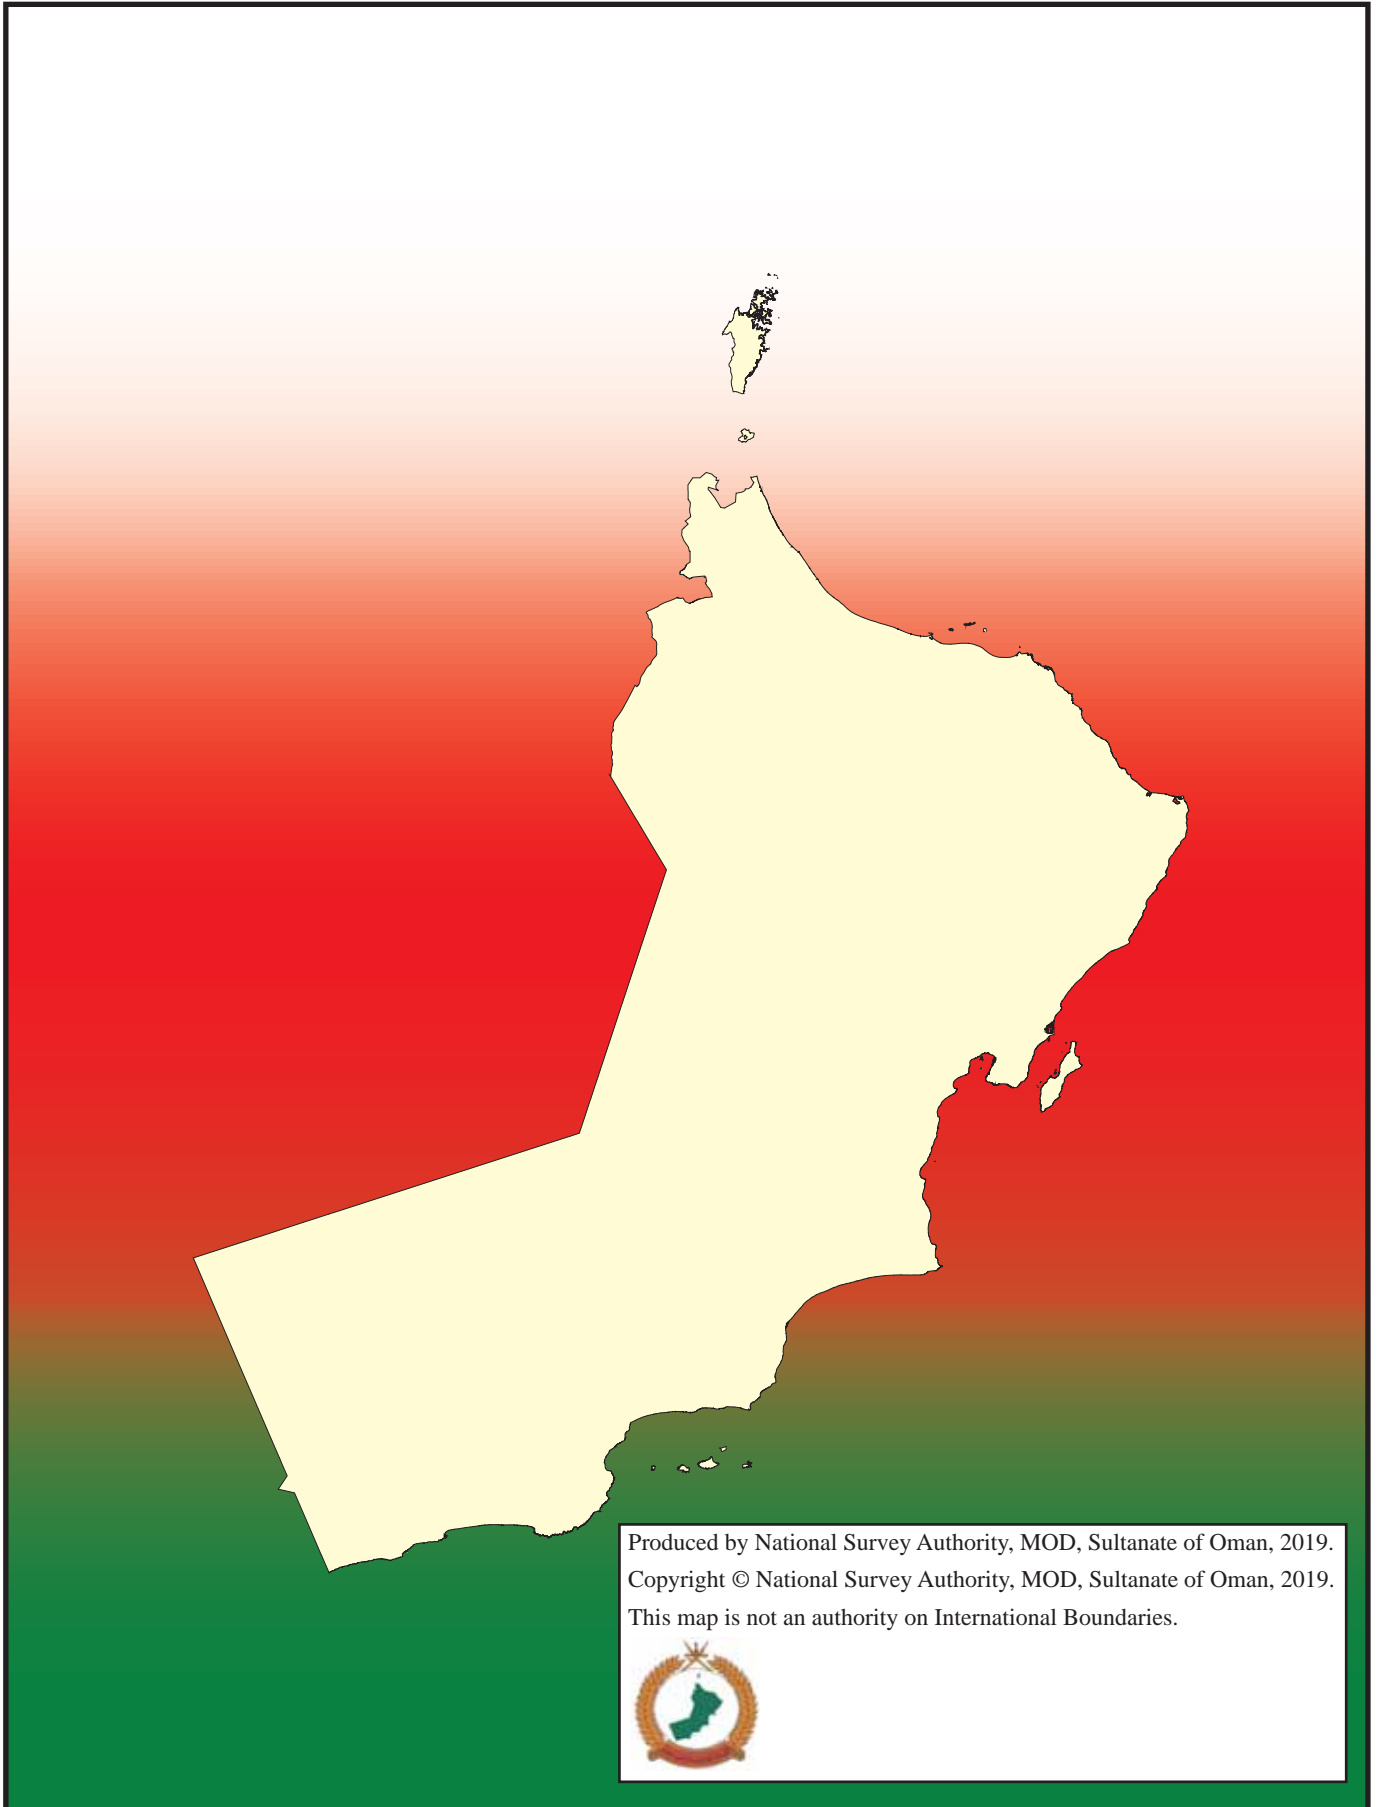 Produced by National Survey Authority, MOD, Sultanate of Oman, 2019.
Copyright © National Survey Authority, MOD, Sultanate of Oman, 2019.
This map is not an authority on International Boundaries.